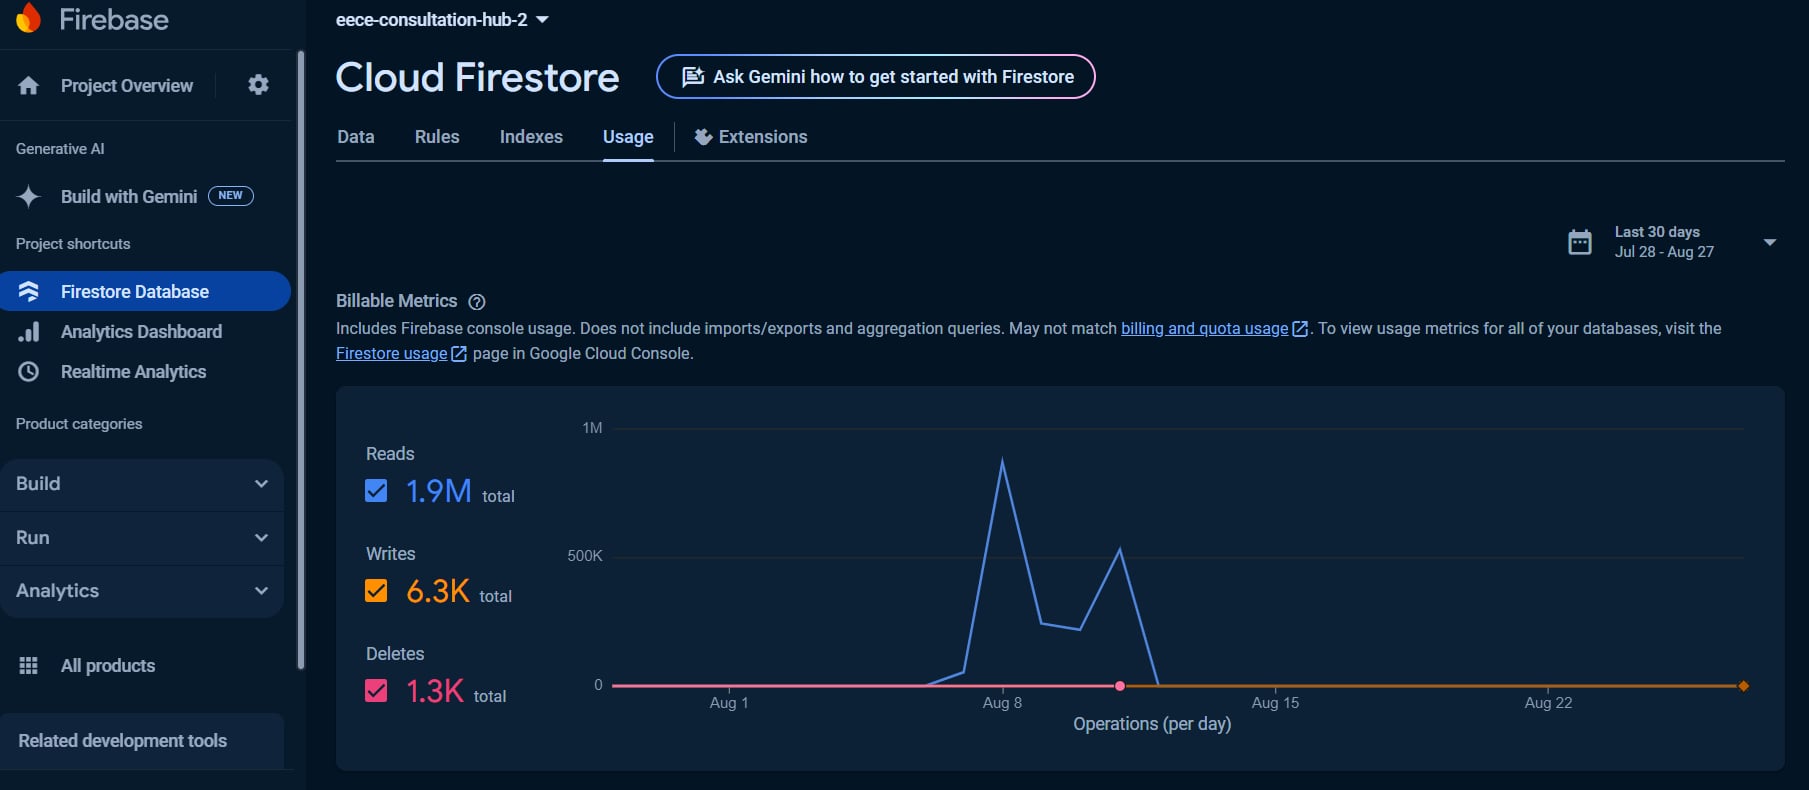 Firebase
Project Overview
Generative AI
Build with Gemini NEW
Project shortcuts
Firestore Database
Analytics Dashboard
Realtime Analytics
Product categories
Build
Run
Analytics
All products
Related development tools
eece-consultation-hub-2
Cloud Firestore
Ask Gemini how to get started with Firestore
Data Rules Indexes Usage Extensions
Last 30 days
Jul 28 - Aug 27
Billable Metrics
Includes Firebase console usage. Does not include imports/exports and aggregation queries. May not match billing and quota usage. To view usage metrics for all of your databases, visit the
Firestore usage page in Google Cloud Console.
Reads
1.9M total
Writes
6.3K total
Deletes
1.3K total
1M
500K
0
Aug 1 Aug 8 Aug 15 Aug 22
Operations (per day)